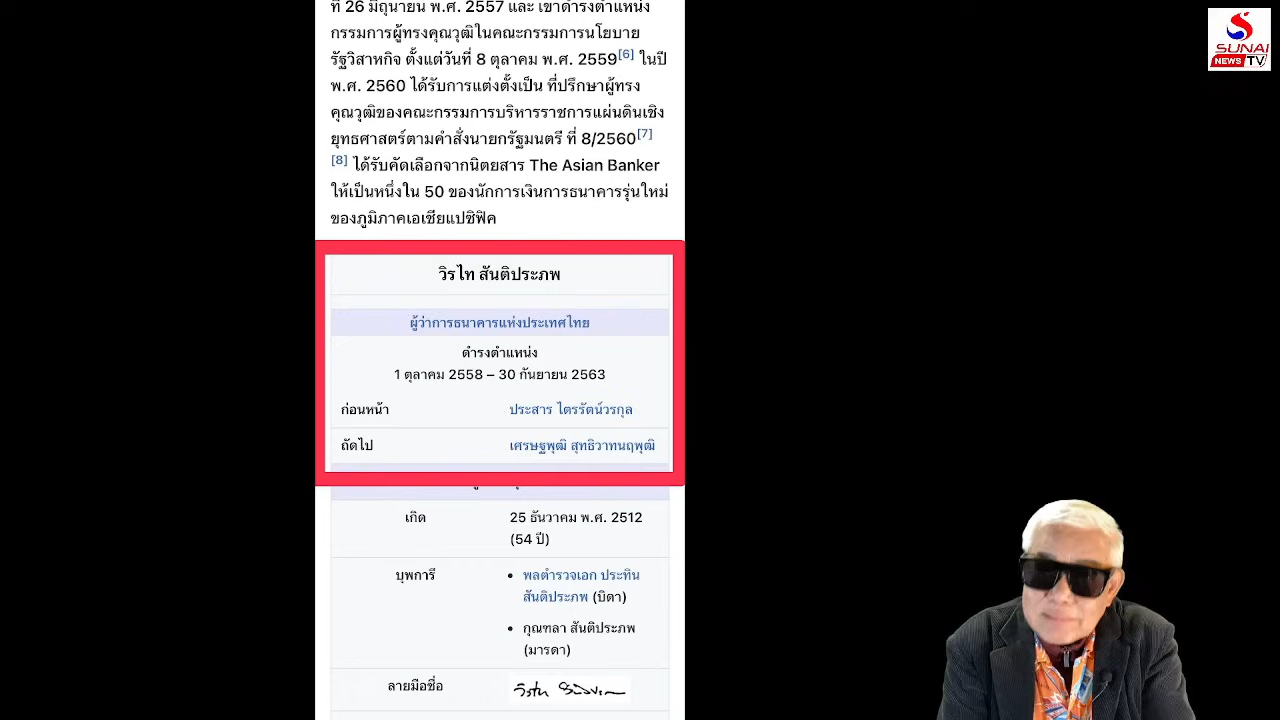 ที่ 26 มิถุนายน พ.ศ. 2557 และ เขาดำรงตำแหน่ง
กรรมการผู้ทรงคุณวุฒิในคณะกรรมการนโยบาย
รัฐวิสาหกิจ ตั้งแต่วันที่ 8 ตุลาคม พ.ศ. 2559[6] ในปี
พ.ศ. 2560 ได้รับการแต่งตั้งเป็น ที่ปรึกษาผู้ทรง
คุณวุฒิของคณะกรรมการบริหารราชการแผ่นดินเชิง
ยุทธศาสตร์ตามคำสั่งนายกรัฐมนตรี ที่ 8/2560[7]
[8] ได้รับคัดเลือกจากนิตยสาร The Asian Banker
ให้เป็นหนึ่งใน 50 ของนักการเงินการธนาคารรุ่นใหม่
ของภูมิภาคเอเชียแปซิฟิค
วิรไท สันติประภพ
ผู้ว่าการธนาคารแห่งประเทศไทย
ดำรงตำแหน่ง
1 ตุลาคม 2558 – 30 กันยายน 2563
ก่อนหน้า ประสาร ไตรรัตน์วรกุล
ถัดไป เศรษฐพุฒิ สุทธิวาทนฤพุฒิ
เกิด 25 ธันวาคม พ.ศ. 2512
(54 ปี)
บุพการี • พลตำรวจเอก ประทิน
สันติประภพ (บิดา)
• กุณฑลา สันติประภพ
(มารดา)
ลายมือชื่อ
SUNAI
NEWS TV